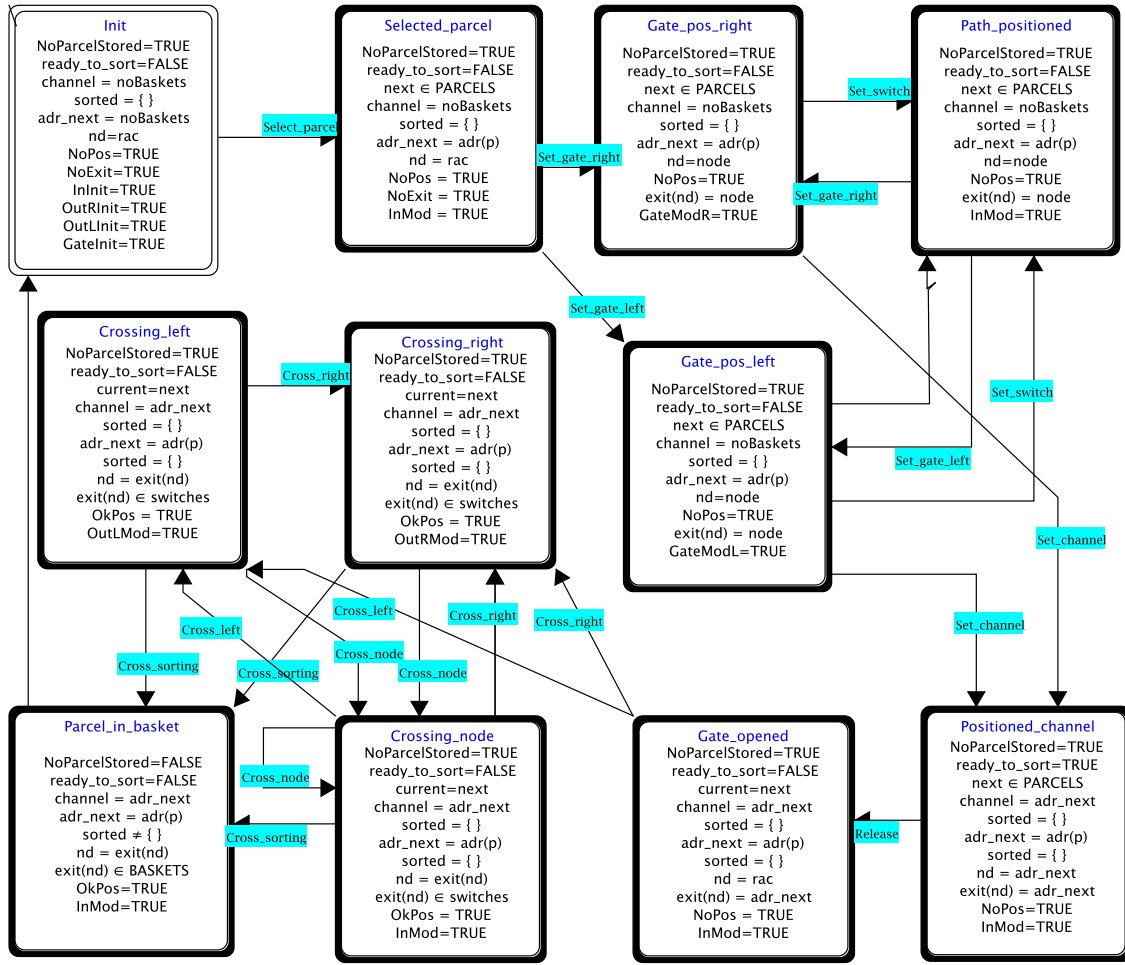 Init
NoParcelStored=TRUE
ready_to_sort=FALSE
channel = noBaskets
sorted = { }
adr_next = noBaskets
nd=rac
NoPos=TRUE
NoExit=TRUE
InInit=TRUE
OutRInit=TRUE
OutLInit=TRUE
GateInit=TRUE
Select_parcel
Selected_parcel
NoParcelStored=TRUE
ready_to_sort=FALSE
next ∈ PARCELS
channel = noBaskets
sorted = { }
adr_next = adr(p)
nd = rac
NoPos = TRUE
NoExit = TRUE
InMod = TRUE
Set_gate_right
Gate_pos_right
NoParcelStored=TRUE
ready_to_sort=FALSE
next ∈ PARCELS
channel = noBaskets
sorted = { }
adr_next = adr(p)
nd=node
NoPos=TRUE
exit(nd) = node
GateModR=TRUE
Set_switch
Set_gate_right
Path_positioned
NoParcelStored=TRUE
ready_to_sort=FALSE
next ∈ PARCELS
channel = noBaskets
sorted = { }
adr_next = adr(p)
nd=node
NoPos=TRUE
exit(nd) = node
InMod=TRUE
Set_gate_left
Crossing_left
NoParcelStored=TRUE
ready_to_sort=FALSE
current=next
channel = adr_next
sorted = { }
adr_next = adr(p)
sorted = { }
nd = exit(nd)
exit(nd) ∈ switches
OkPos = TRUE
OutLMod=TRUE
Cross_right
Crossing_right
NoParcelStored=TRUE
ready_to_sort=FALSE
current=next
channel = adr_next
sorted = { }
adr_next = adr(p)
sorted = { }
nd = exit(nd)
exit(nd) ∈ switches
OkPos = TRUE
OutRMod=TRUE
Gate_pos_left
NoParcelStored=TRUE
ready_to_sort=FALSE
next ∈ PARCELS
channel = noBaskets
sorted = { }
adr_next = adr(p)
nd=node
NoPos=TRUE
exit(nd) = node
GateModL=TRUE
Set_switch
Set_gate_left
Set_channel
Set_channel
Cross_left
Cross_left
Cross_right
Cross_right
Cross_node
Cross_sorting
Cross_sorting
Cross_node
Parcel_in_basket
NoParcelStored=FALSE
ready_to_sort=FALSE
channel = adr_next
adr_next = adr(p)
sorted ≠ { }
nd = exit(nd)
exit(nd) ∈ BASKETS
OkPos=TRUE
InMod=TRUE
Cross_node
Cross_sorting
Crossing_node
NoParcelStored=TRUE
ready_to_sort=FALSE
current=next
channel = adr_next
sorted = { }
adr_next = adr(p)
sorted = { }
nd = exit(nd)
exit(nd) ∈ switches
OkPos = TRUE
InMod=TRUE
Gate_opened
NoParcelStored=TRUE
ready_to_sort=FALSE
current=next
channel = adr_next
sorted = { }
adr_next = adr(p)
sorted = { }
nd = rac
exit(nd) = adr_next
NoPos = TRUE
InMod=TRUE
Release
Positioned_channel
NoParcelStored=TRUE
ready_to_sort=TRUE
next ∈ PARCELS
channel = adr_next
sorted = { }
adr_next = adr(p)
sorted = { }
nd = adr_next
exit(nd) = adr_next
NoPos=TRUE
InMod=TRUE